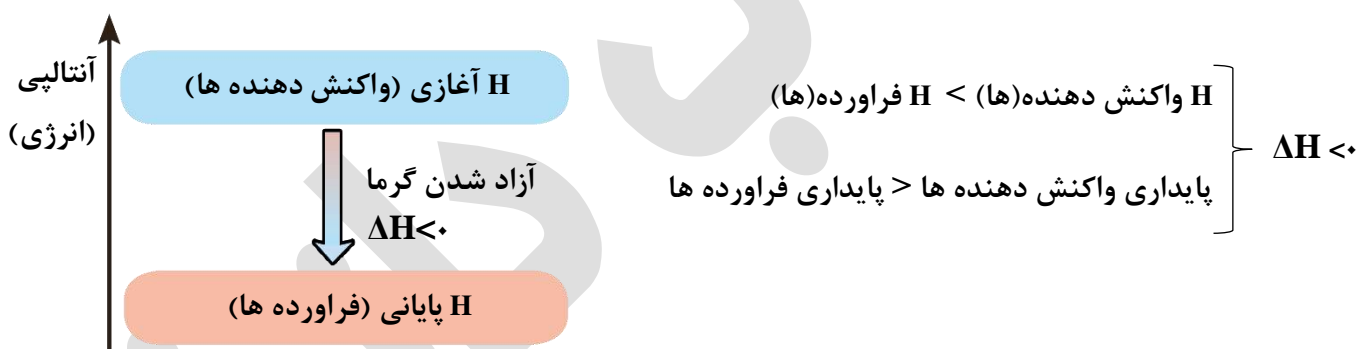 آنتالپی
(انرژی)
H آغازی (واکنش دهنده ها)
آزاد شدن گرما
ΔH<۰
H پایانی (فراورده ها)
H واکنش دهنده(ها) > H فراورده(ها)
پایداری واکنش دهنده ها < پایداری فراورده ها
ΔH <۰